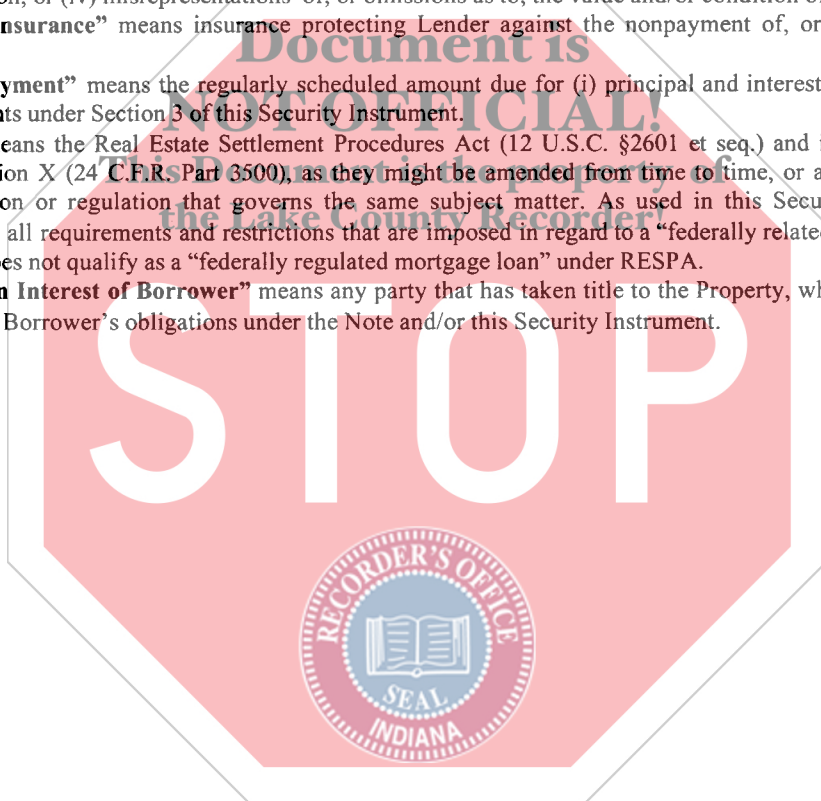 on, or (iv) misrepresentations of, or omissions as to, the value and/or condition of
nsurance” means insurance protecting Lender against the nonpayment of, or
Document is
yment” means the regularly scheduled amount due for (i) principal and interest
ts under Section 3 of this Security Instrument.
NOT OFFICIAL!
eans the Real Estate Settlement Procedures Act (12 U.S.C. §2601 et seq.) and i
ion X (24 C.F.R. Part 3500), as they might be amended from time to time, or a
This Document is the property of
on or regulation that governs the same subject matter. As used in this Secu
the Lake County Recorder!
all requirements and restrictions that are imposed in regard to a “federally relate
es not qualify as a “federally regulated mortgage loan” under RESPA.
n Interest of Borrower” means any party that has taken title to the Property, wh
Borrower’s obligations under the Note and/or this Security Instrument.
STOP
RECORDER'S OFFICE
SEAL
INDIANA